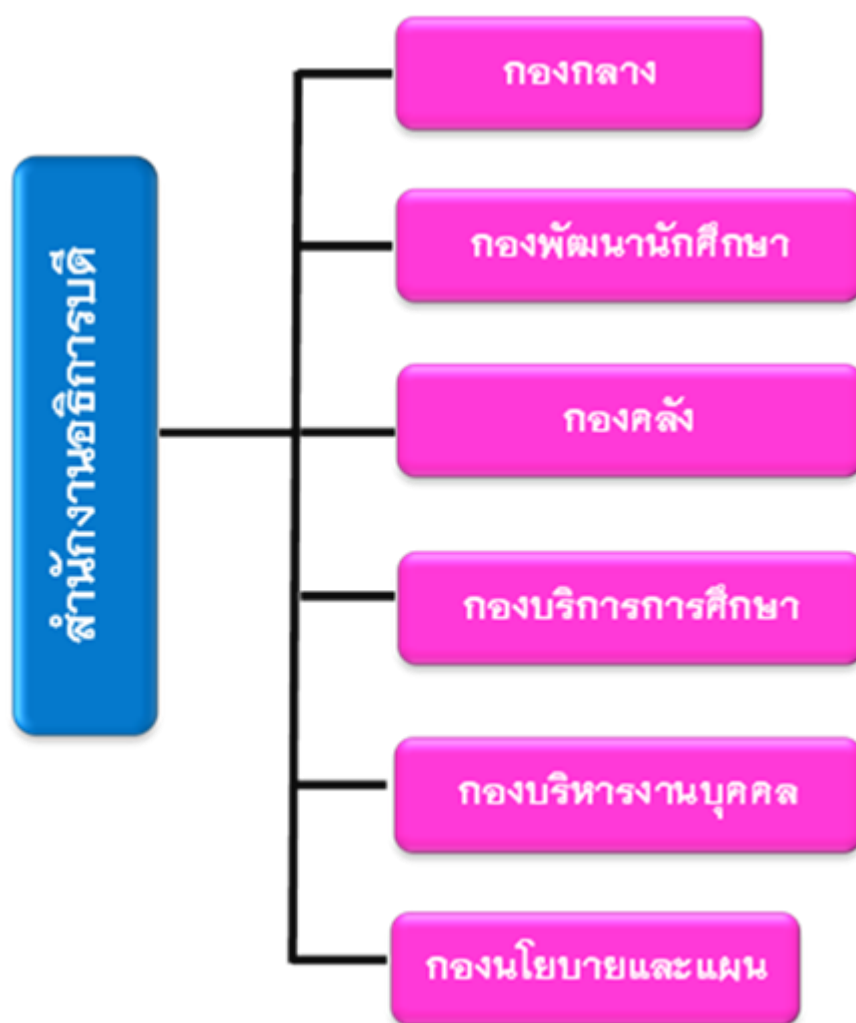 สำนักงานอธิการบดี
กองกลาง
กองพัฒนานักศึกษา
กองคลัง
กองบริการการศึกษา
กองบริหารงานบุคคล
กองนโยบายและแผน